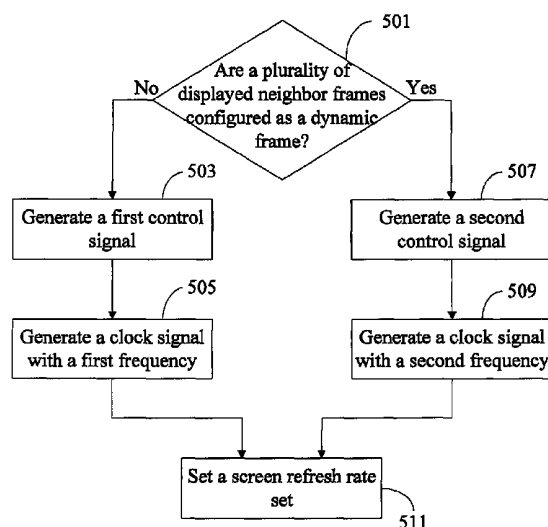 501
Are a plurality of
displayed neighbor frames
configured as a dynamic
frame?
No
Yes
503
Generate a first control
signal
507
Generate a second
control signal
505
Generate a clock signal
with a first frequency
509
Generate a clock signal
with a second frequency
Set a screen refresh rate
set
511